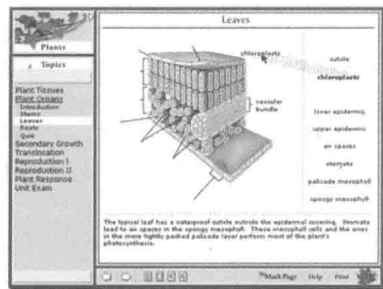 Leaves
Plants
Topics
Plant Tissues
Plant Organs
Introduction
Stems
Leaves
Roots
Quiz
Secondary Growth
Translocation
Reproduction I
Reproduction II
Plant Response
Unit Exam
chloroplasts
vascular
bundle
cuticle
chloroplasts
lower epidermis
upper epidermis
air spaces
stomata
palisade mesophyll
spongy mesophyll
The typical leaf has a waterproof cuticle outside the epidermal covering. Stomata
lead to air spaces in the spongy mesophyll. These mesophyll cells and the ones
in the more tightly packed palisade layer perform most of the plant's
photosynthesis.
Help
Print